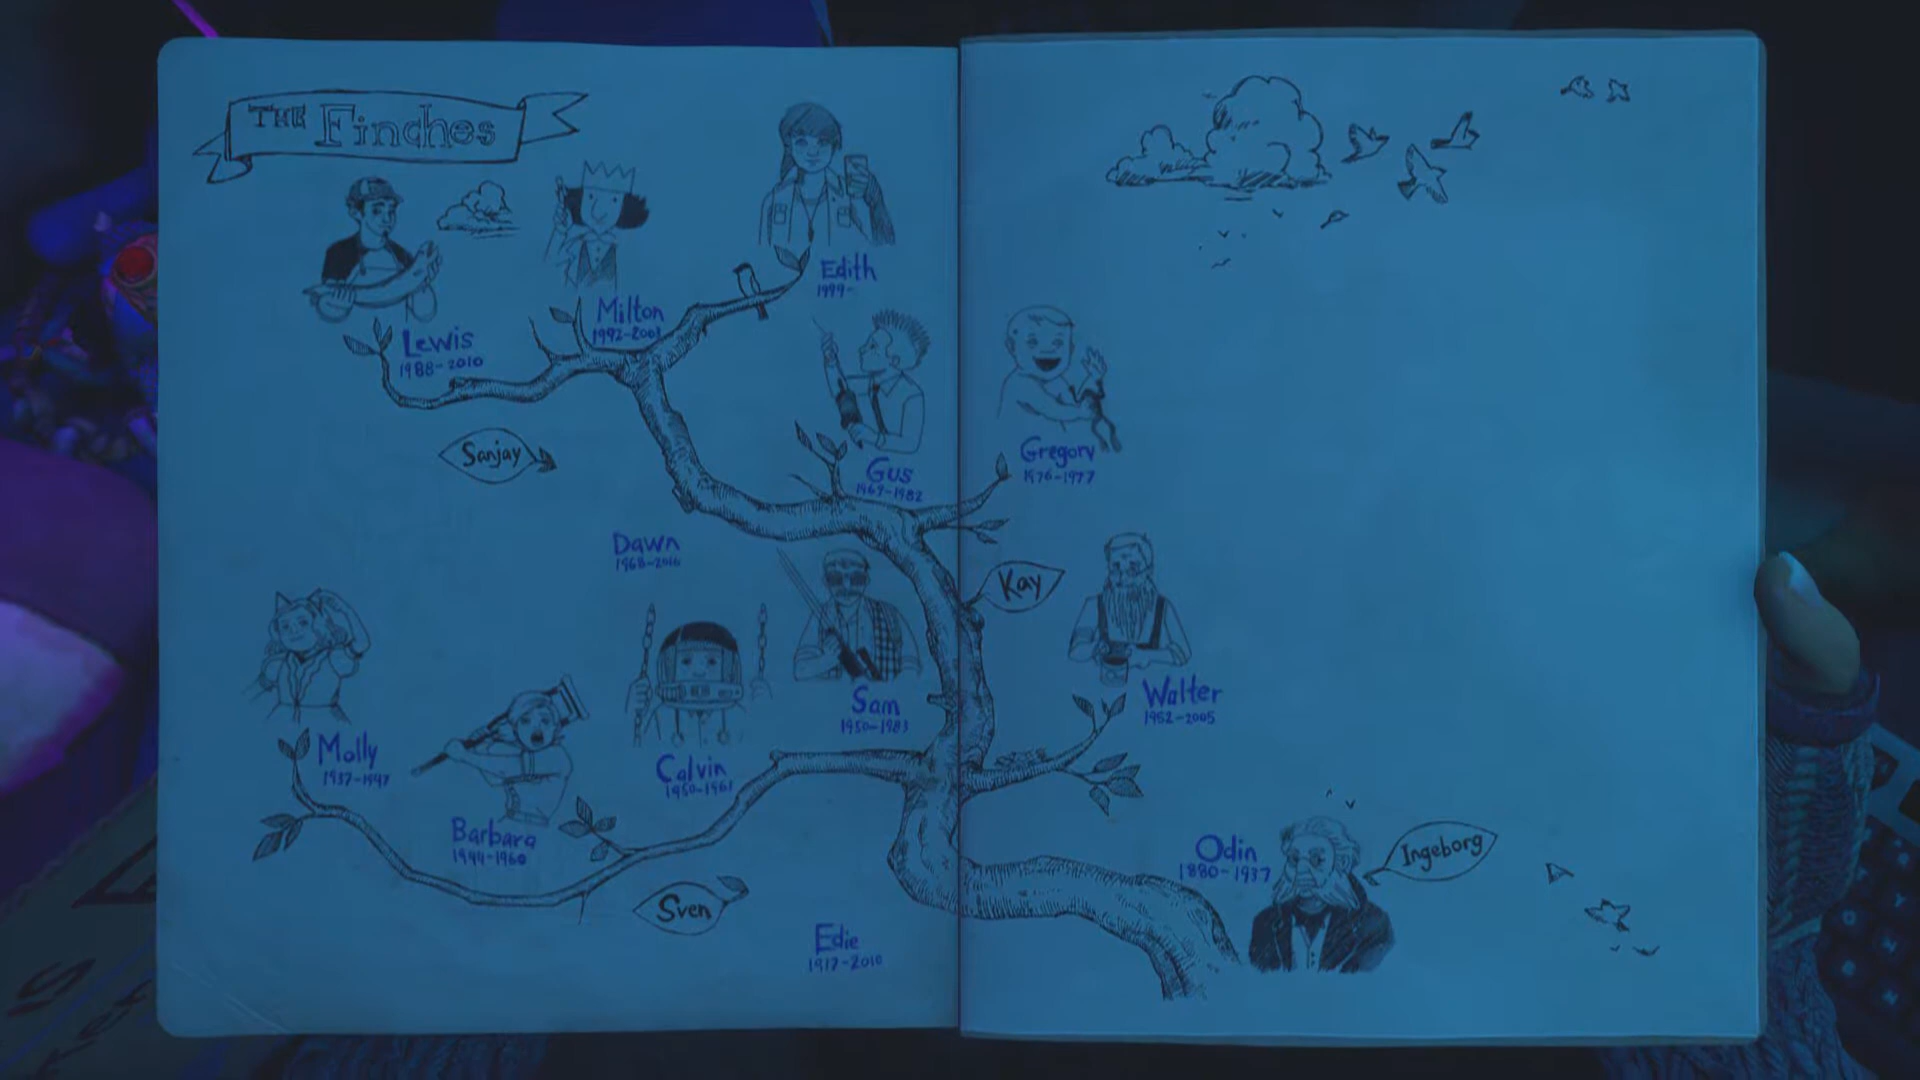 THE Finches
Edith
1999-
Milton
1992-2003
Lewis
1988-2010
Sanjay
Gus
1969-1982
Gregory
1976-1977
Dawn
1968-2016
Kay
Sam
1950-1983
Walter
1952-2005
Molly
1937-1947
Calvin
1950-1961
Barbara
1944-1960
Sven
Edie
1917-2010
Odin
1880-1937
Ingeborg